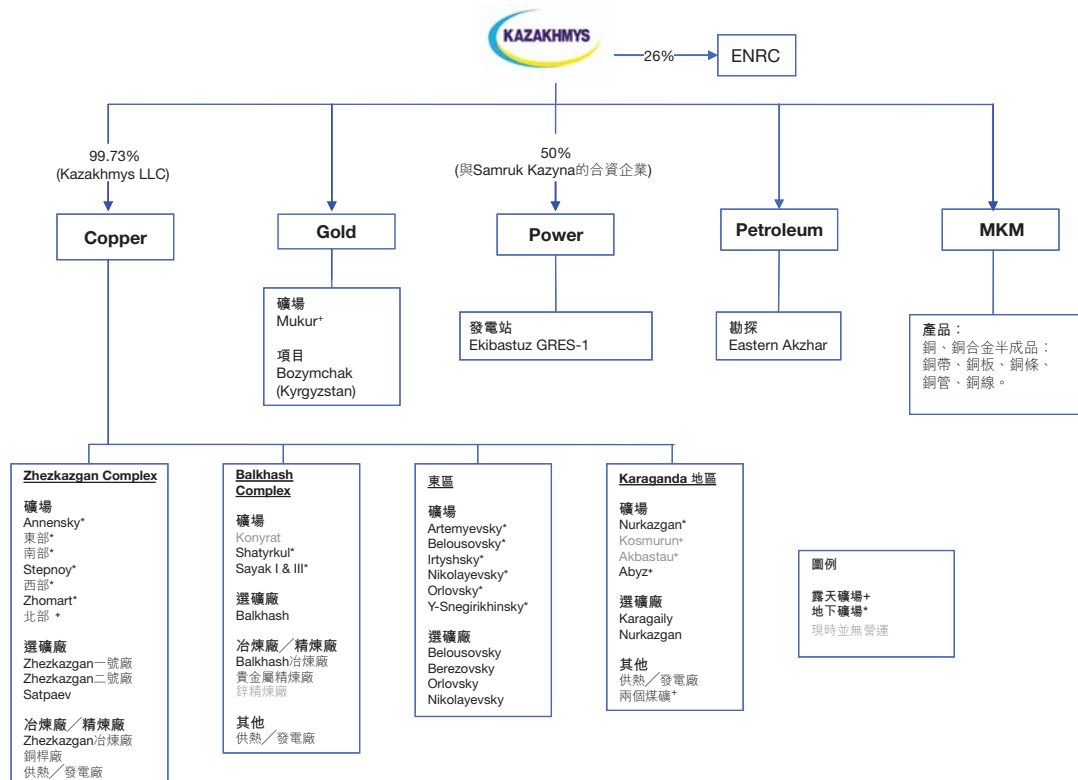 KAZAKHMYS
26%
ENRC
99.73%
(Kazakhmys LLC)
50%
(與Samruk Kazyna的合資企業)
Copper
Gold
Power
Petroleum
MKM
礦場
Mukur+
項目
Bozymchak
(Kyrgyzstan)
發電站
Ekibastuz GRES-1
勘探
Eastern Akzhar
產品：
銅、銅合金半成品：
銅帶、銅板、銅條、
銅管、銅線。
Zhezkazgan Complex
礦場
Annensky*
東部*
南部*
Stepnoy*
西部*
Zhomart*
北部 +
選礦廠
Zhezkazgan一號廠
Zhezkazgan二號廠
Satpaev
冶煉廠／精煉廠
Zhezkazgan冶煉廠
銅桿廠
供熱／發電廠
Balkhash
Complex
礦場
Konyrat
Shatyrkul*
Sayak I & III*
選礦廠
Balkhash
冶煉廠／精煉廠
Balkhash冶煉廠
貴金屬精煉廠
鋅精煉廠
其他
供熱／發電廠
東區
礦場
Artemyevsky*
Belousovsky*
Irtyshsky*
Nikolayevsky*
Orlovsky*
Y-Snegirikhinsky*
選礦廠
Belousovsky
Berezovsky
Orlovsky
Nikolayevsky
Karaganda 地區
礦場
Nurkazgan*
Kosmurun+
Akbastau+
Abyz+
選礦廠
Karagaily
Nurkazgan
其他
供熱／發電廠
兩個煤礦+
圖例
露天礦場+
地下礦場*
現時並無營運